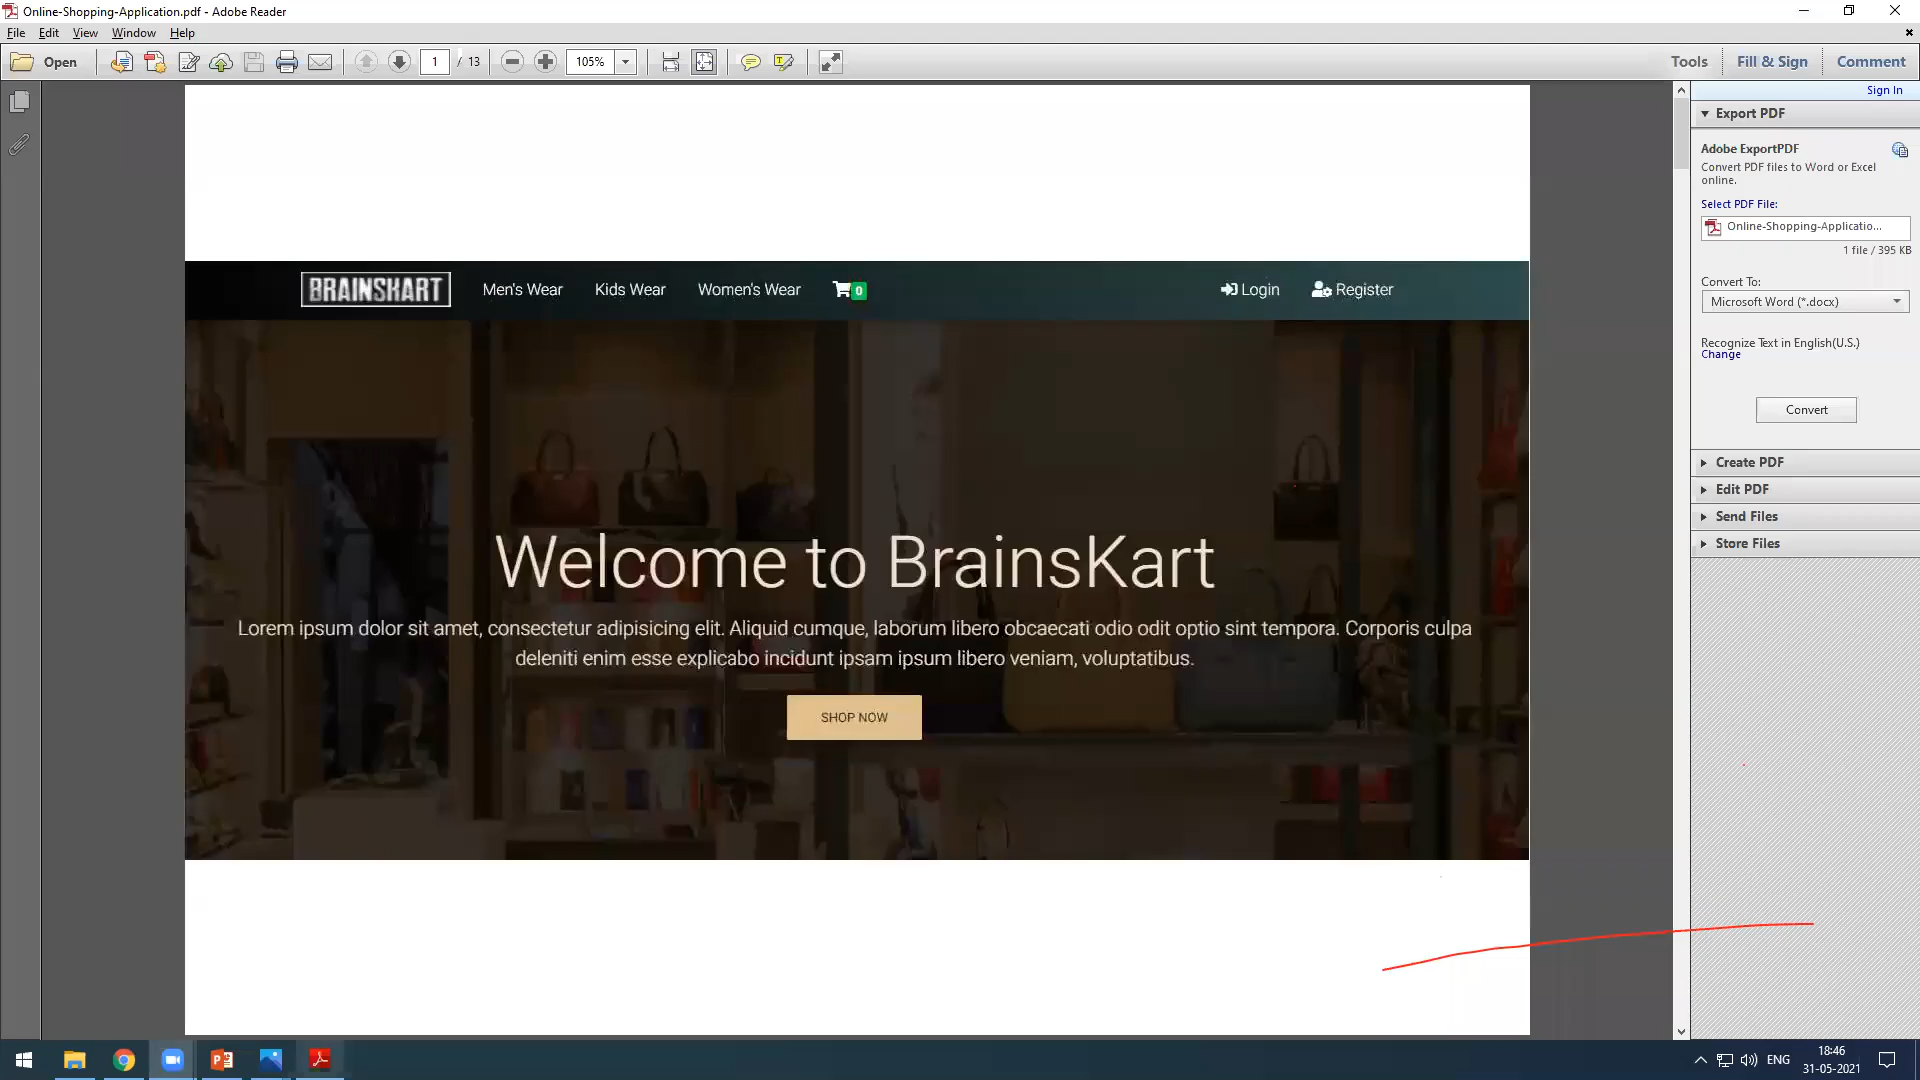 Online-Shopping-Application.pdf - Adobe Reader
File Edit View Window Help
Open
1 / 13
105%
Tools
Fill & Sign
Comment
Sign In
Export PDF
Adobe ExportPDF
Convert PDF files to Word or Excel
online.
Select PDF File:
Online-Shopping-Applicatio...
1 file / 395 KB
Convert To:
Microsoft Word (*.docx)
Recognize Text in English(U.S.)
Change
Convert
Create PDF
Edit PDF
Send Files
Store Files
BRAINSKART
Men's Wear
Kids Wear
Women's Wear
0
Login
Register
Welcome to BrainsKart
Lorem ipsum dolor sit amet, consectetur adipisicing elit. Aliquid cumque, laborum libero obcaecati odio odit optio sint tempora. Corporis culpa
deleniti enim esse explicabo incidunt ipsam ipsum libero veniam, voluptatibus.
SHOP NOW
ENG
18:46
31-05-2021